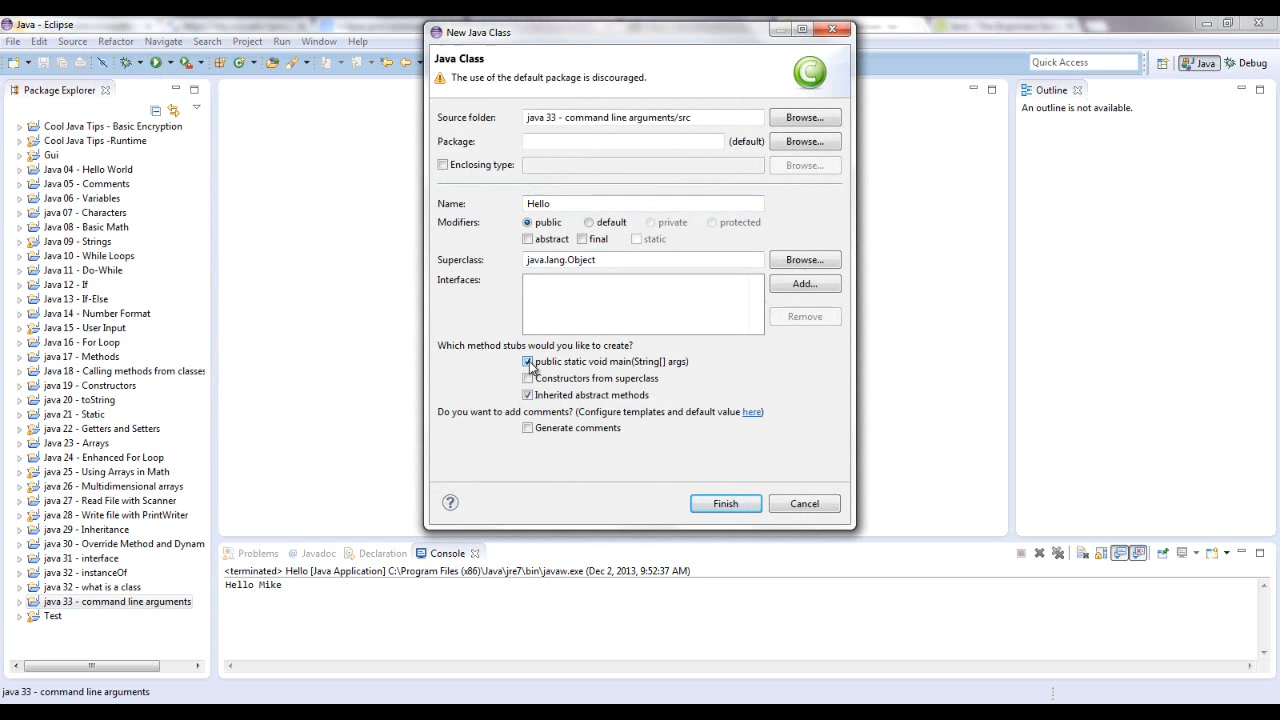 Java - Eclipse
New Java Class
File Edit Source Refactor Navigate Search Project Run Window Help
Java Class
The use of the default package is discouraged.
Quick Access
Java
Debug
Package Explorer
Cool Java Tips - Basic Encryption
Cool Java Tips -Runtime
Gui
Java 04 - Hello World
Java 05 - Comments
Java 06 - Variables
java 07 - Characters
Java 08 - Basic Math
Java 09 - Strings
Java 10 - While Loops
Java 11 - Do-While
Java 12 - If
Java 13 - If-Else
Java 14 - Number Format
Java 15 - User Input
Java 16 - For Loop
java 17 - Methods
Java 18 - Calling methods from classes
java 19 - Constructors
java 20 - toString
java 21 - Static
java 22 - Getters and Setters
Java 23 - Arrays
Java 24 - Enhanced For Loop
java 25 - Using Arrays in Math
java 26 - Multidimensional arrays
java 27 - Read File with Scanner
java 28 - Write file with PrintWriter
java 29 - Inheritance
java 30 - Override Method and Dynam
java 31 - interface
java 32 - instanceOf
java 32 - what is a class
java 33 - command line arguments
Test
Source folder: java 33 - command line arguments/src Browse...
Package: (default) Browse...
Enclosing type: Browse...
Name: Hello
Modifiers: public default private protected
abstract final static
Superclass: java.lang.Object Browse...
Interfaces: Add...
Remove
Which method stubs would you like to create?
public static void main(String[] args)
Constructors from superclass
Inherited abstract methods
Do you want to add comments? (Configure templates and default value here)
Generate comments
Finish Cancel
Outline
An outline is not available.
Problems Javadoc Declaration Console
<terminated> Hello [Java Application] C:\Program Files (x86)\Java\jre7\bin\javaw.exe (Dec 2, 2013, 9:52:37 AM)
Hello Mike
java 33 - command line arguments